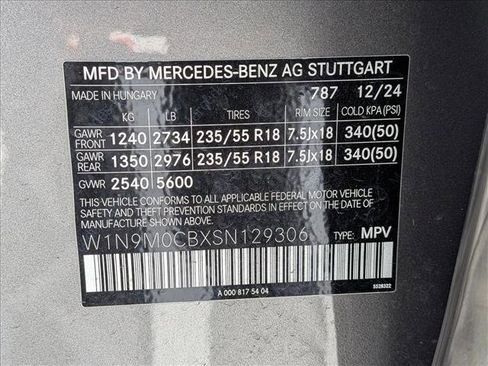 MFD BY MERCEDES-BENZ AG STUTTGART
MADE IN HUNGARY 787 12/24
KG LB TIRES RIM SIZE COLD KPA (PSI)
GAWR FRONT 1240 2734 235/55 R18 7.5Jx18 340(50)
GAWR REAR 1350 2976 235/55 R18 7.5Jx18 340(50)
GVWR 2540 5600
THIS VEHICLE CONFORMS TO ALL APPLICABLE FEDERAL MOTOR VEHICLE
SAFETY STANDARDS IN EFFECT ON THE DATE OF
MANUFACTURE SHOWN ABOVE.
W1N9M0CBXSN129306 TYPE: MPV
A 000 817 54 04